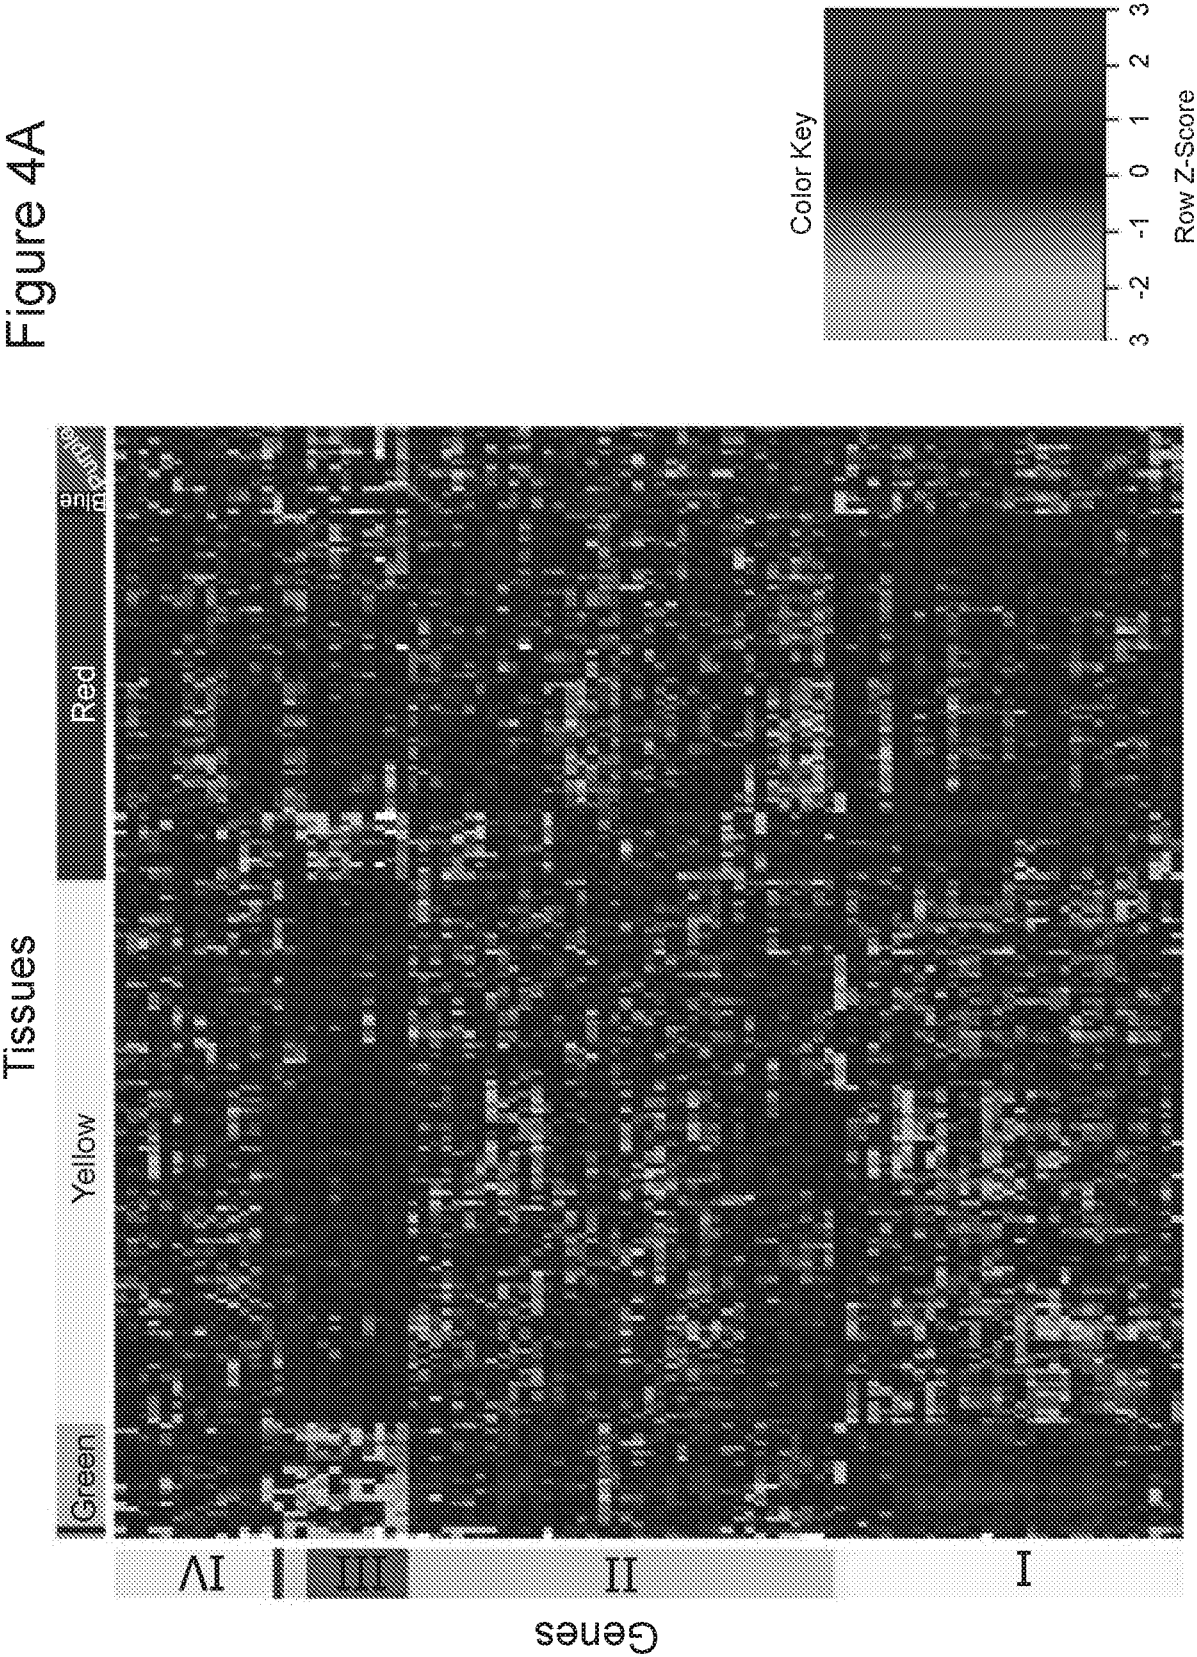 Figure 4A
Tissues
Green
Yellow
Red
Blue
Purple
Genes
IV
III
II
I
Color Key
3 -2 -1 0 1 2 3
Row Z-Score